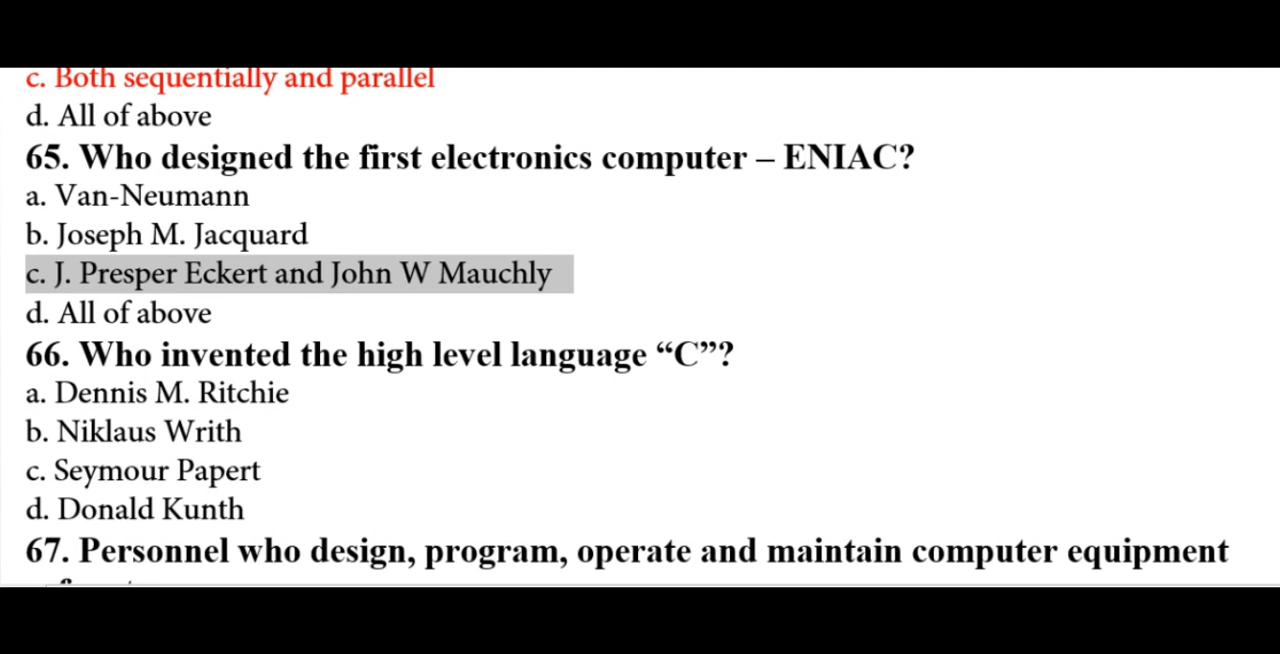 c. Both sequentially and parallel
d. All of above
65. Who designed the first electronics computer – ENIAC?
a. Van-Neumann
b. Joseph M. Jacquard
c. J. Presper Eckert and John W Mauchly
d. All of above
66. Who invented the high level language “C”?
a. Dennis M. Ritchie
b. Niklaus Writh
c. Seymour Papert
d. Donald Kunth
67. Personnel who design, program, operate and maintain computer equipment